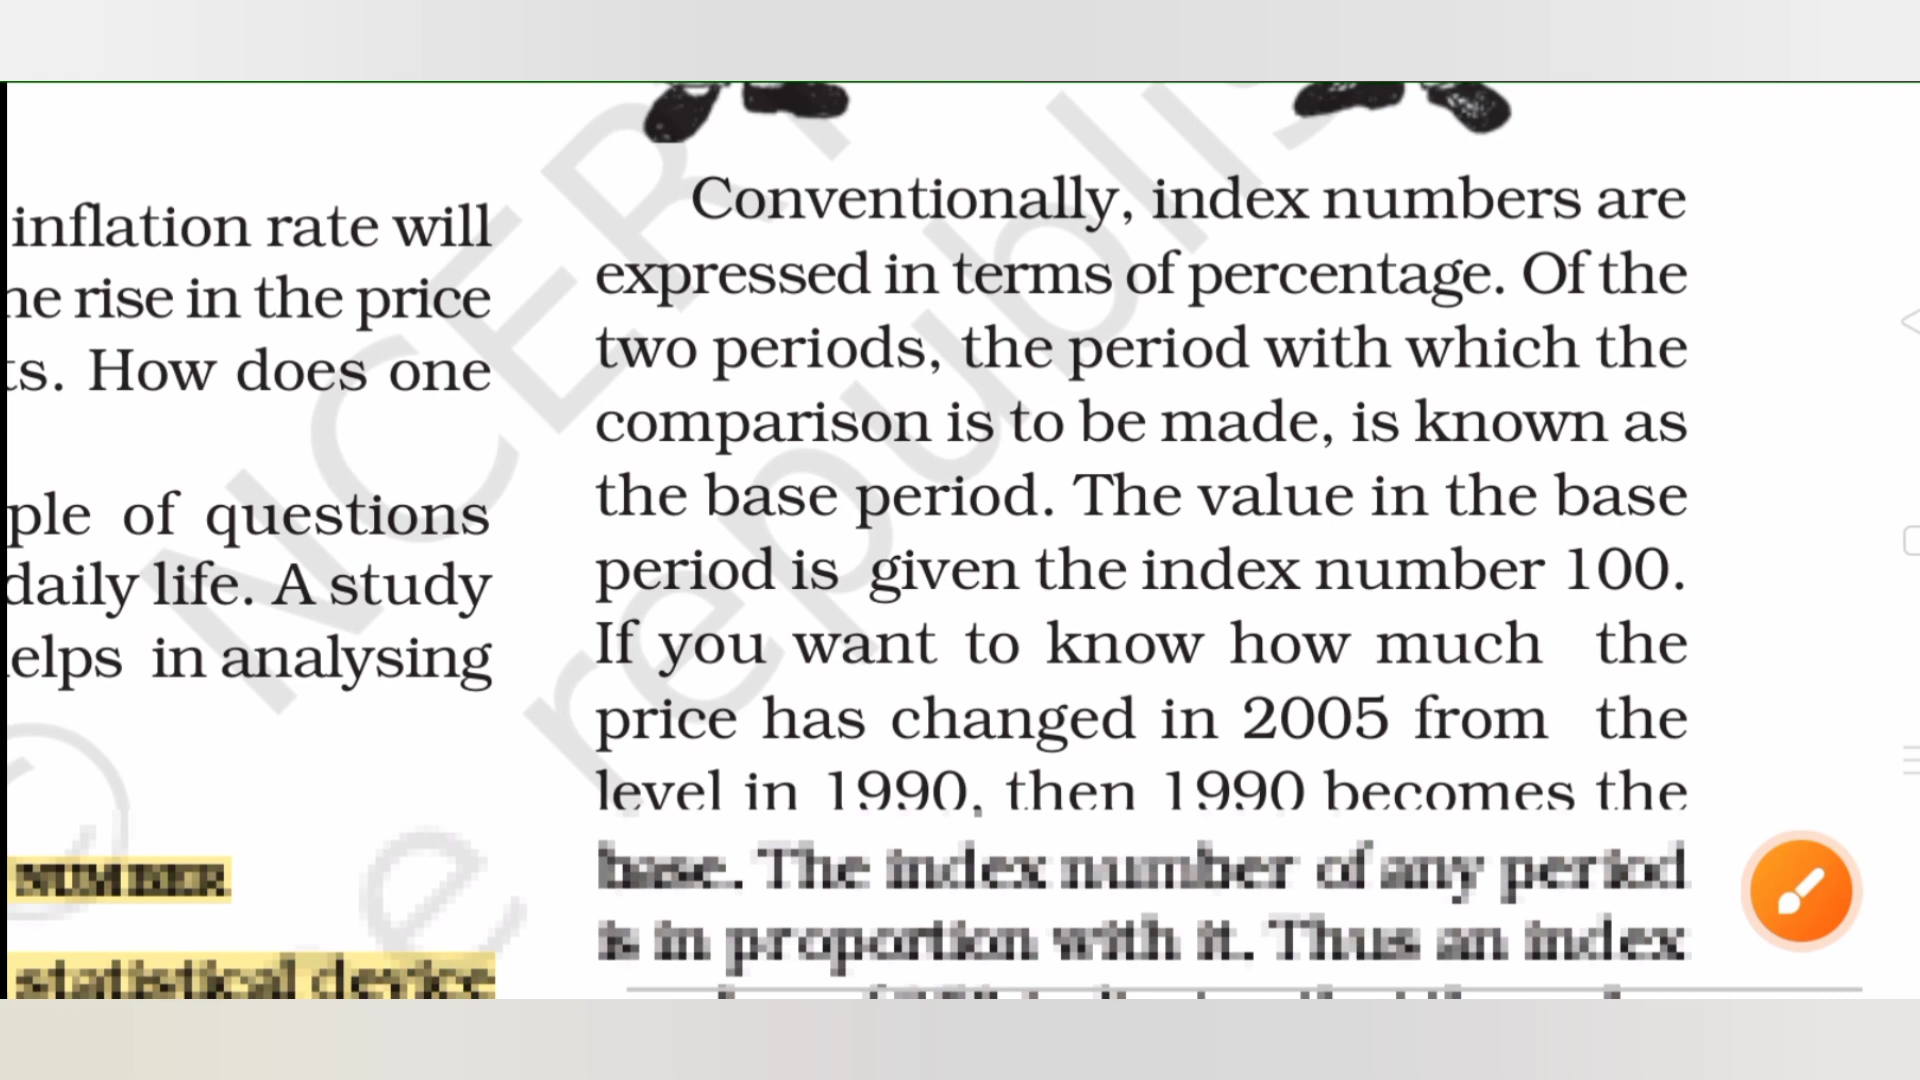 inflation rate will
rise in the price
How does one
of questions
daily life. A study
in analysing
NUMBER
statistical device
Conventionally, index numbers are
expressed in terms of percentage. Of the
two periods, the period with which the
comparison is to be made, is known as
the base period. The value in the base
period is given the index number 100.
If you want to know how much the
price has changed in 2005 from the
level in 1990, then 1990 becomes the
base. The index number of any period
is in proportion with it. Thus an index